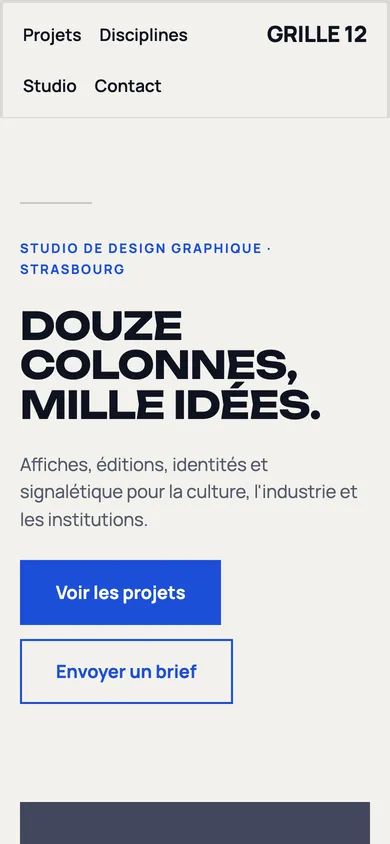 Projets Disciplines GRILLE 12
Studio Contact
STUDIO DE DESIGN GRAPHIQUE ·
STRASBOURG
DOUZE
COLONNES,
MILLE IDÉES.
Affiches, éditions, identités et
signalétique pour la culture, l'industrie et
les institutions.
Voir les projets
Envoyer un brief